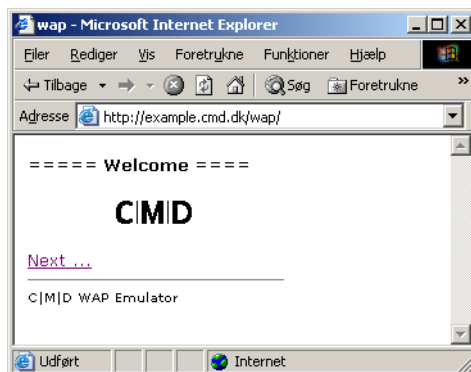 wap - Microsoft Internet Explorer
Filer Rediger Vis Foretrukne Funktioner Hjælp
Tilbage Søg Foretrukne »
Adresse http://example.cmd.dk/wap/
===== Welcome ====
C|M|D
Next ...
C|M|D WAP Emulator
Udført Internet